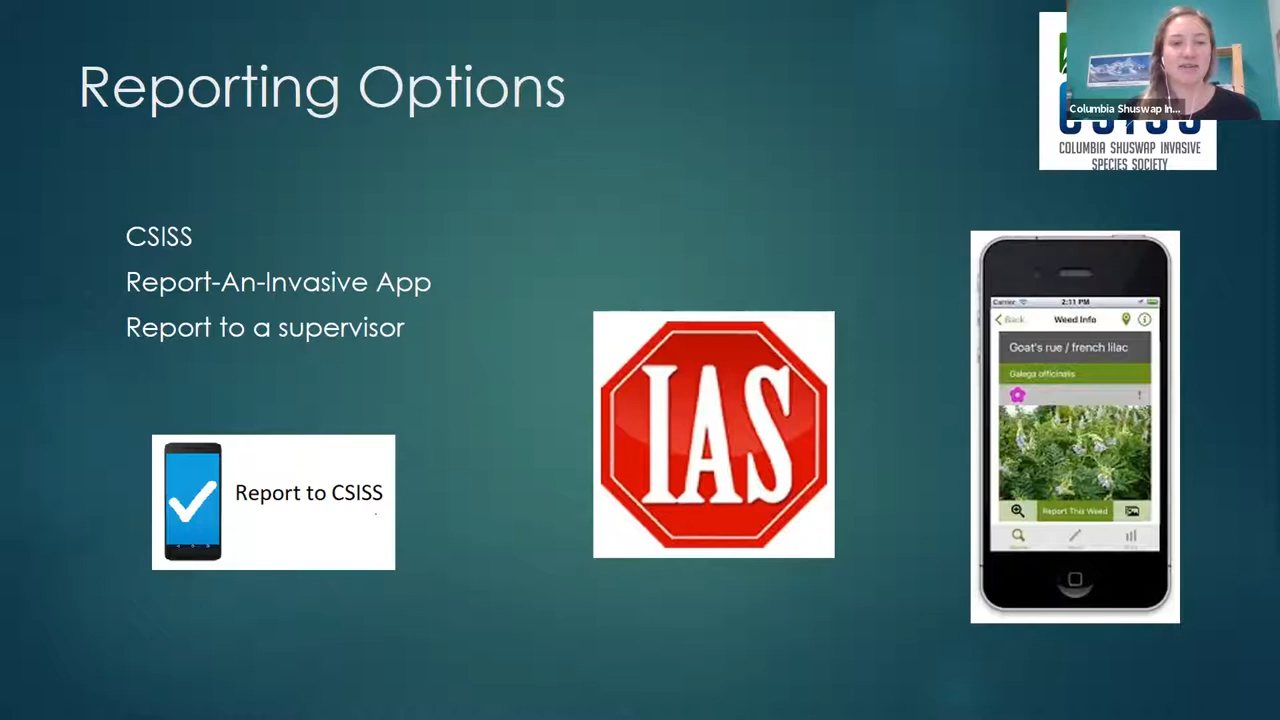 Reporting Options
Columbia Shuswap In...
COLUMBIA SHUSWAP INVASIVE
SPECIES SOCIETY
CSISS
Report-An-Invasive App
Report to a supervisor
Report to CSISS
IAS
Carrier
2:11 PM
Back
Weed Info
Goat's rue / french lilac
Galega officinalis
Report This Weed